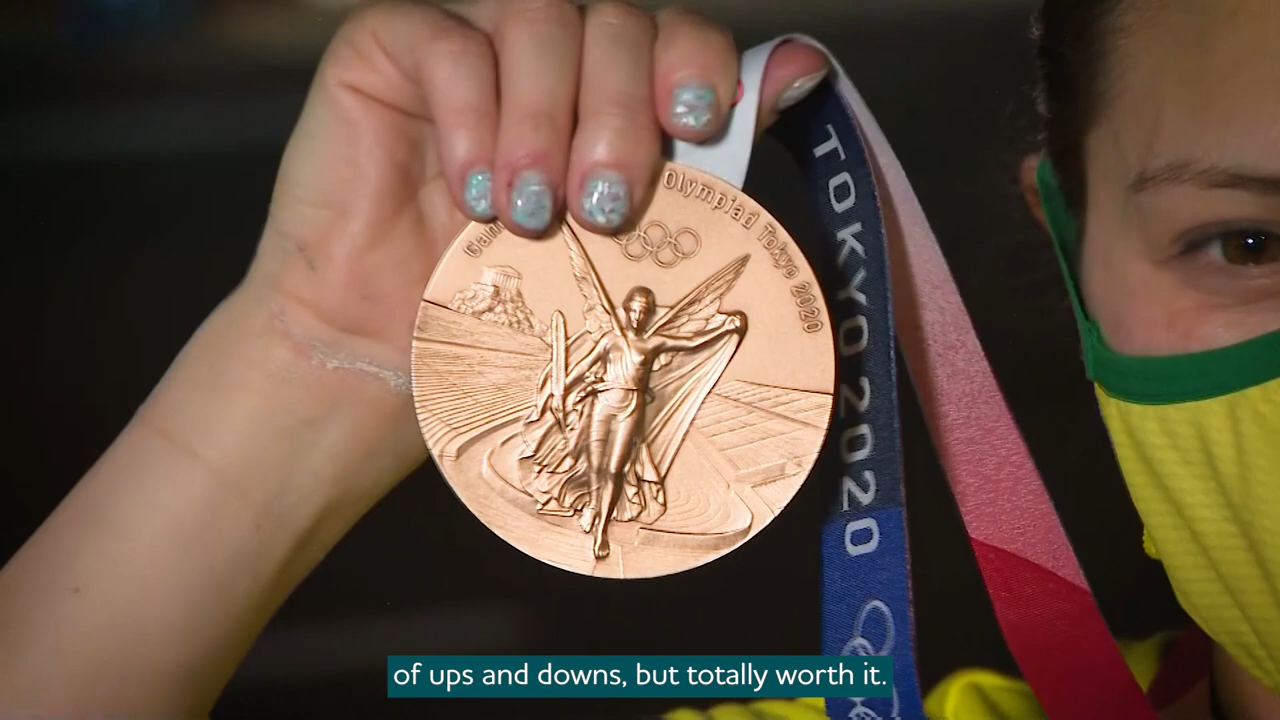 Olympiad Tokyo 2020
TOKYO 2020
of ups and downs, but totally worth it.